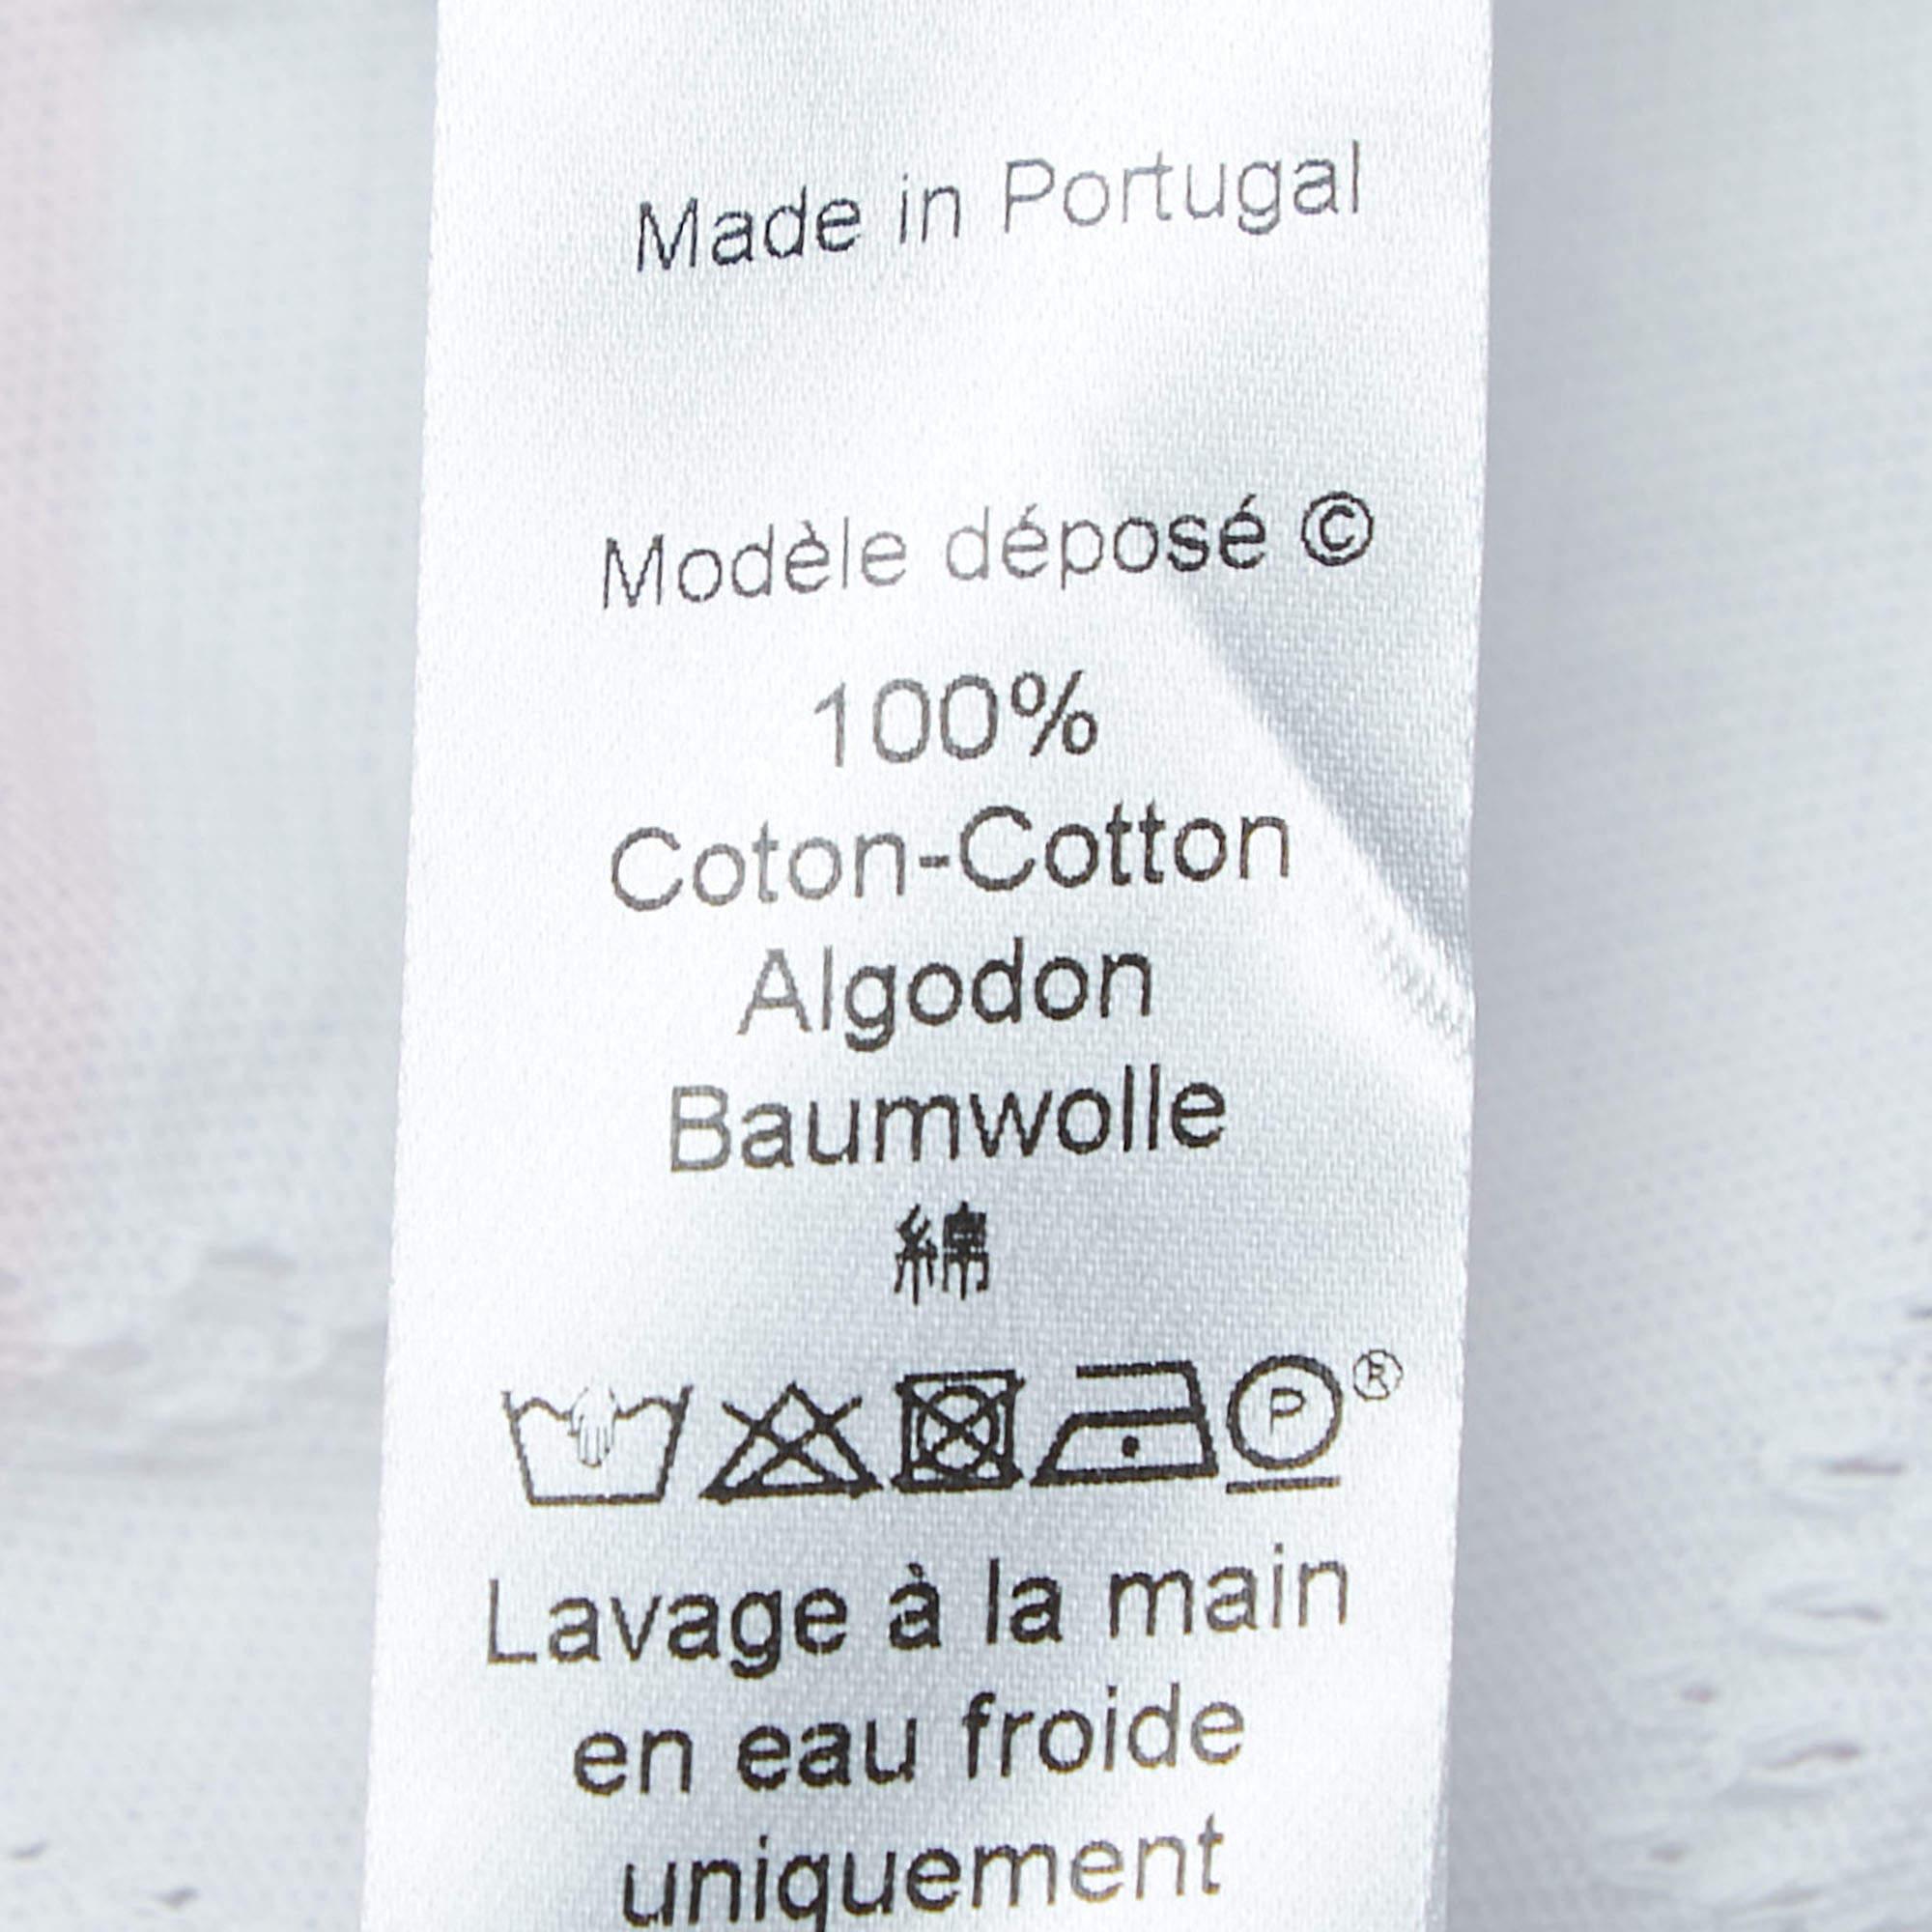 Made in Portugal
Modèle déposé ©
100%
Coton-Cotton
Algodon
Baumwolle
綿
P ®
Lavage à la main
en eau froide
uniquement